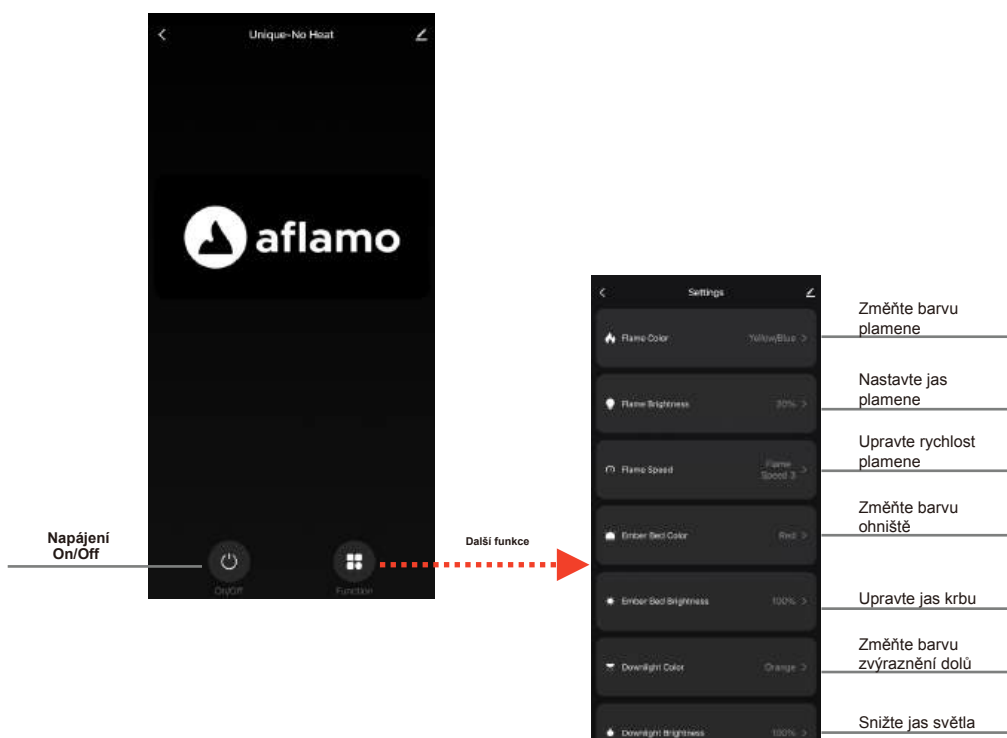 Unique-No Heat
aflamo
Napájení
On/Off
On/Off
Function
Další funkce
Settings
Flame Color
Yellow/Blue
Změňte barvu
plamene
Flame Brightness
30%
Nastavte jas
plamene
Flame Speed
Flame
Speed 3
Upravte rychlost
plamene
Ember Bed Color
Red
Změňte barvu
ohniště
Ember Bed Brightness
100%
Upravte jas krbu
Downlight Color
Orange
Změňte barvu
zvýraznění dolů
Downlight Brightness
100%
Snižte jas světla